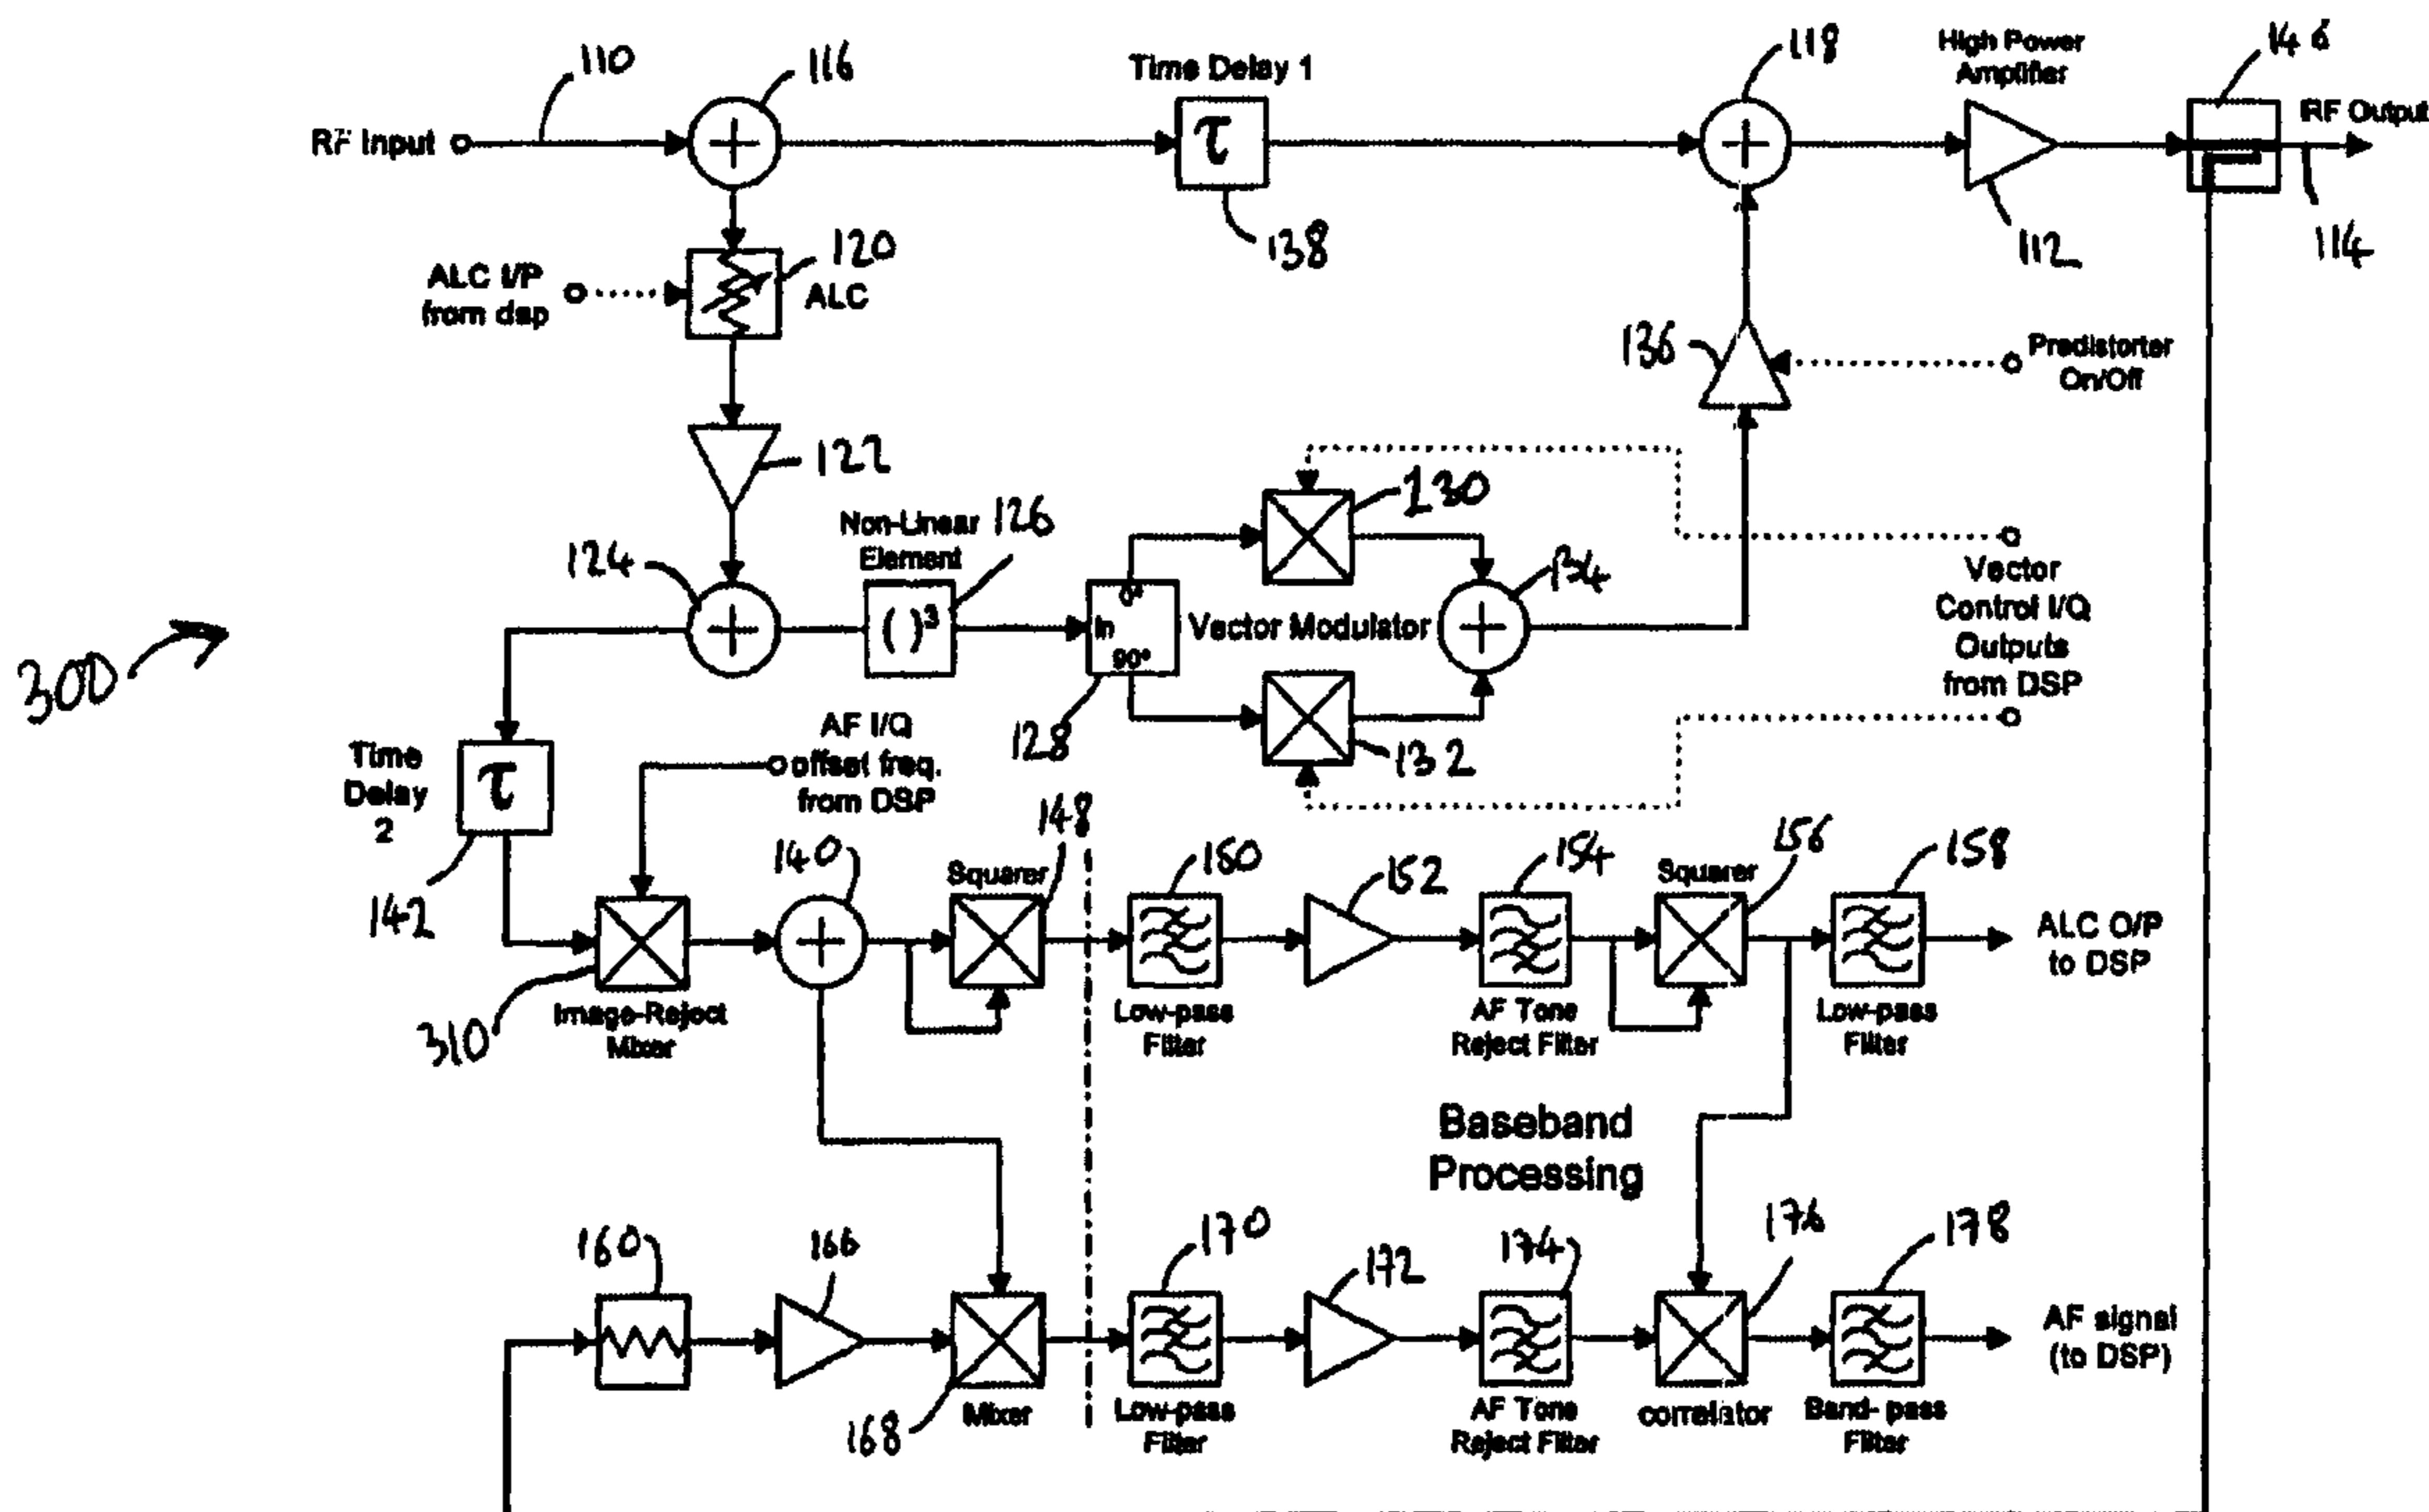 110
116
Time Delay 1
118
High Power
Amplifier
146
RF Input
+
τ
+
RF Output
138
112
114
ALC I/P
from dsp
120
ALC
136
Predistorter
On/Off
122
130
Non-Linear
Element
126
124
+
( )³
0°
In
90°
Vector Modulator
134
+
Vector
Control I/Q
Outputs
from DSP
300
128
132
Time
Delay
2
τ
142
AF I/Q
offset freq.
from DSP
140
+
148
Squarer
150
152
154
156
Squarer
158
ALC O/P
to DSP
310
Image-Reject
Mixer
Low-pass
Filter
AF Tone
Reject Filter
Low-pass
Filter
Baseband
Processing
160
166
170
172
174
176
178
AF signal
(to DSP)
168
Mixer
Low-pass
Filter
AF Tone
Reject Filter
correlator
Band-pass
Filter